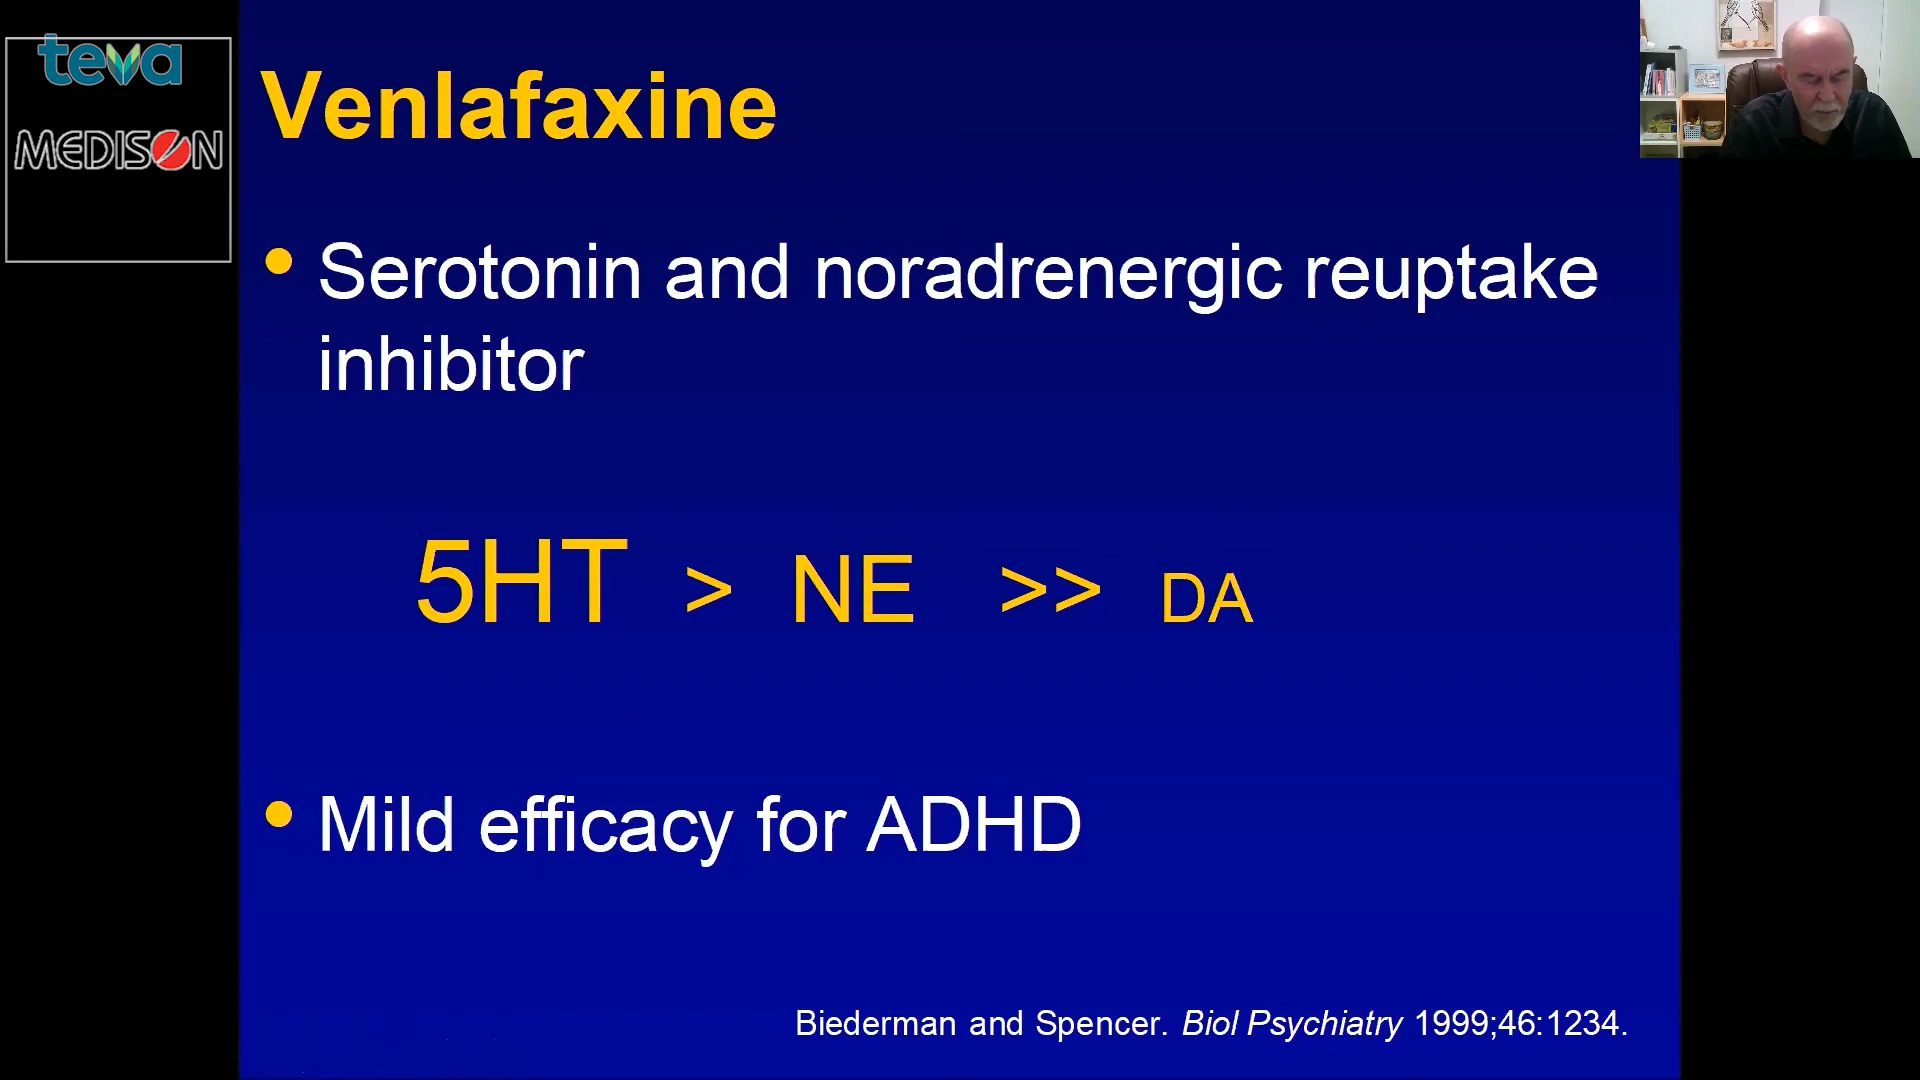 teva
MEDISON
Venlafaxine
• Serotonin and noradrenergic reuptake
inhibitor
5HT > NE >> DA
• Mild efficacy for ADHD
Biederman and Spencer. Biol Psychiatry 1999;46:1234.